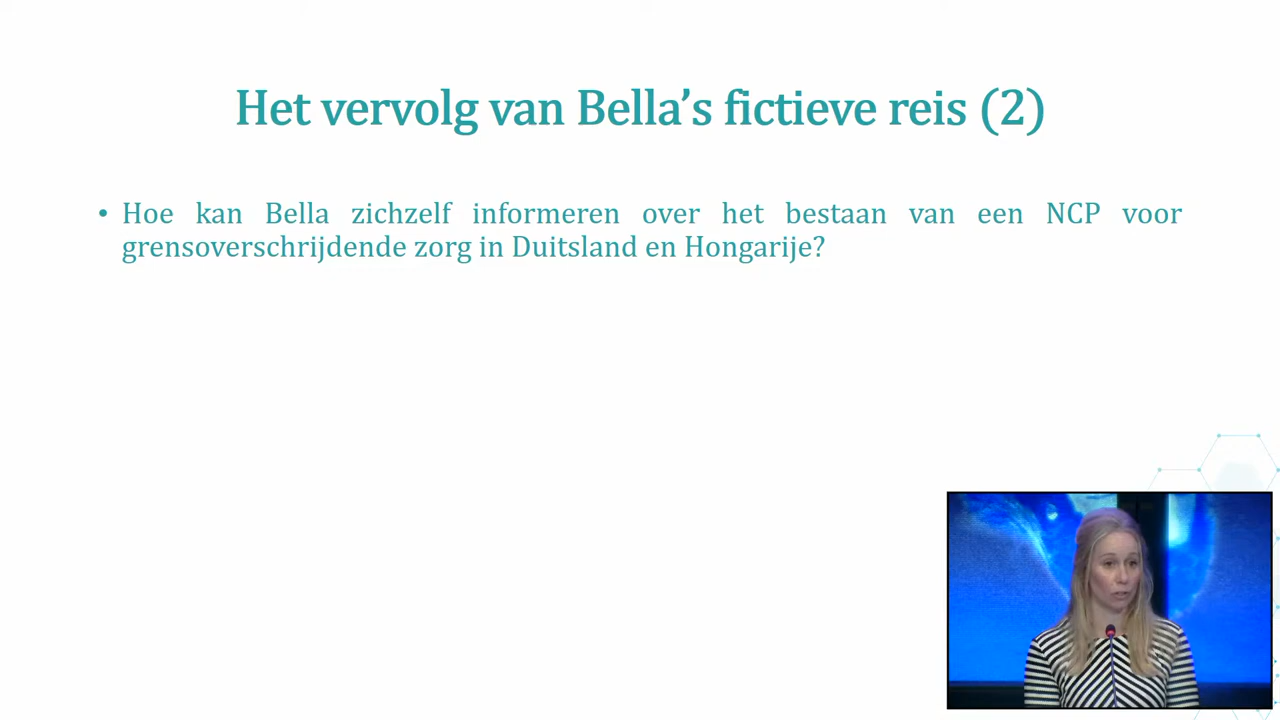 Het vervolg van Bella’s fictieve reis (2)
• Hoe kan Bella zichzelf informeren over het bestaan van een NCP voor
grensoverschrijdende zorg in Duitsland en Hongarije?